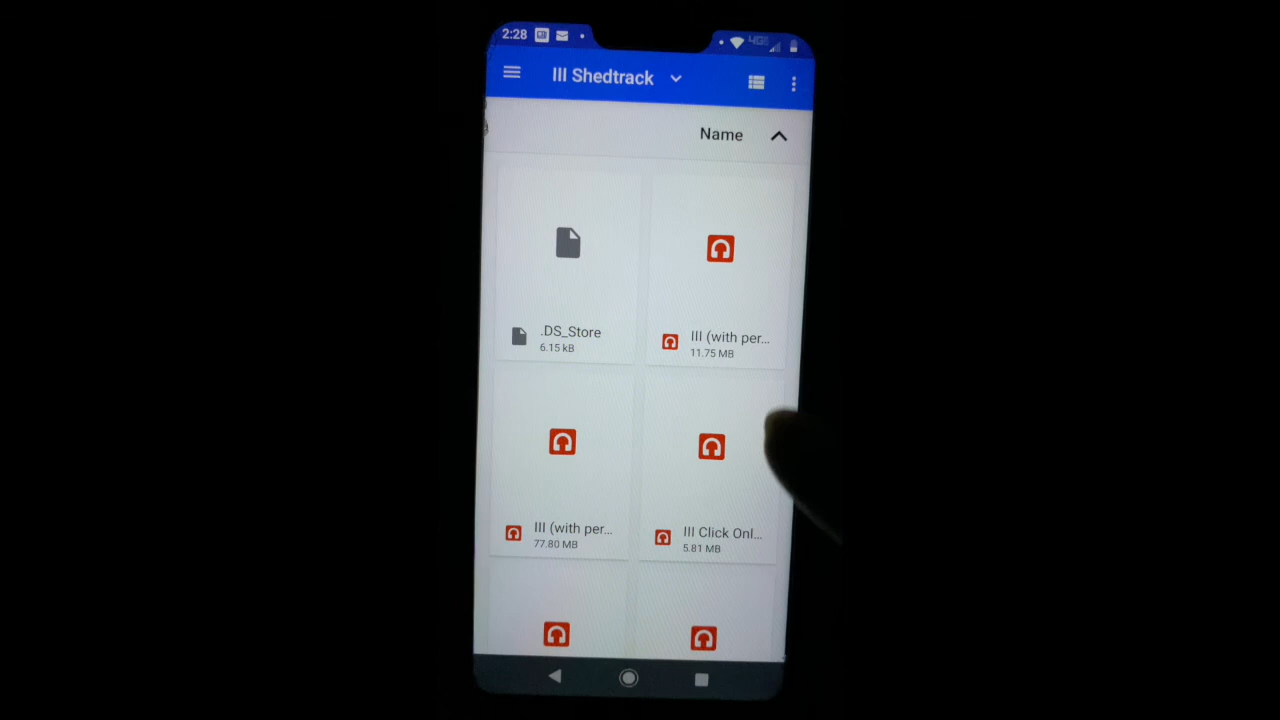 2:28
4G
III Shedtrack
Name
.DS_Store
6.15 kB
III (with per...
11.75 MB
III (with per...
77.80 MB
III Click Onl...
5.81 MB